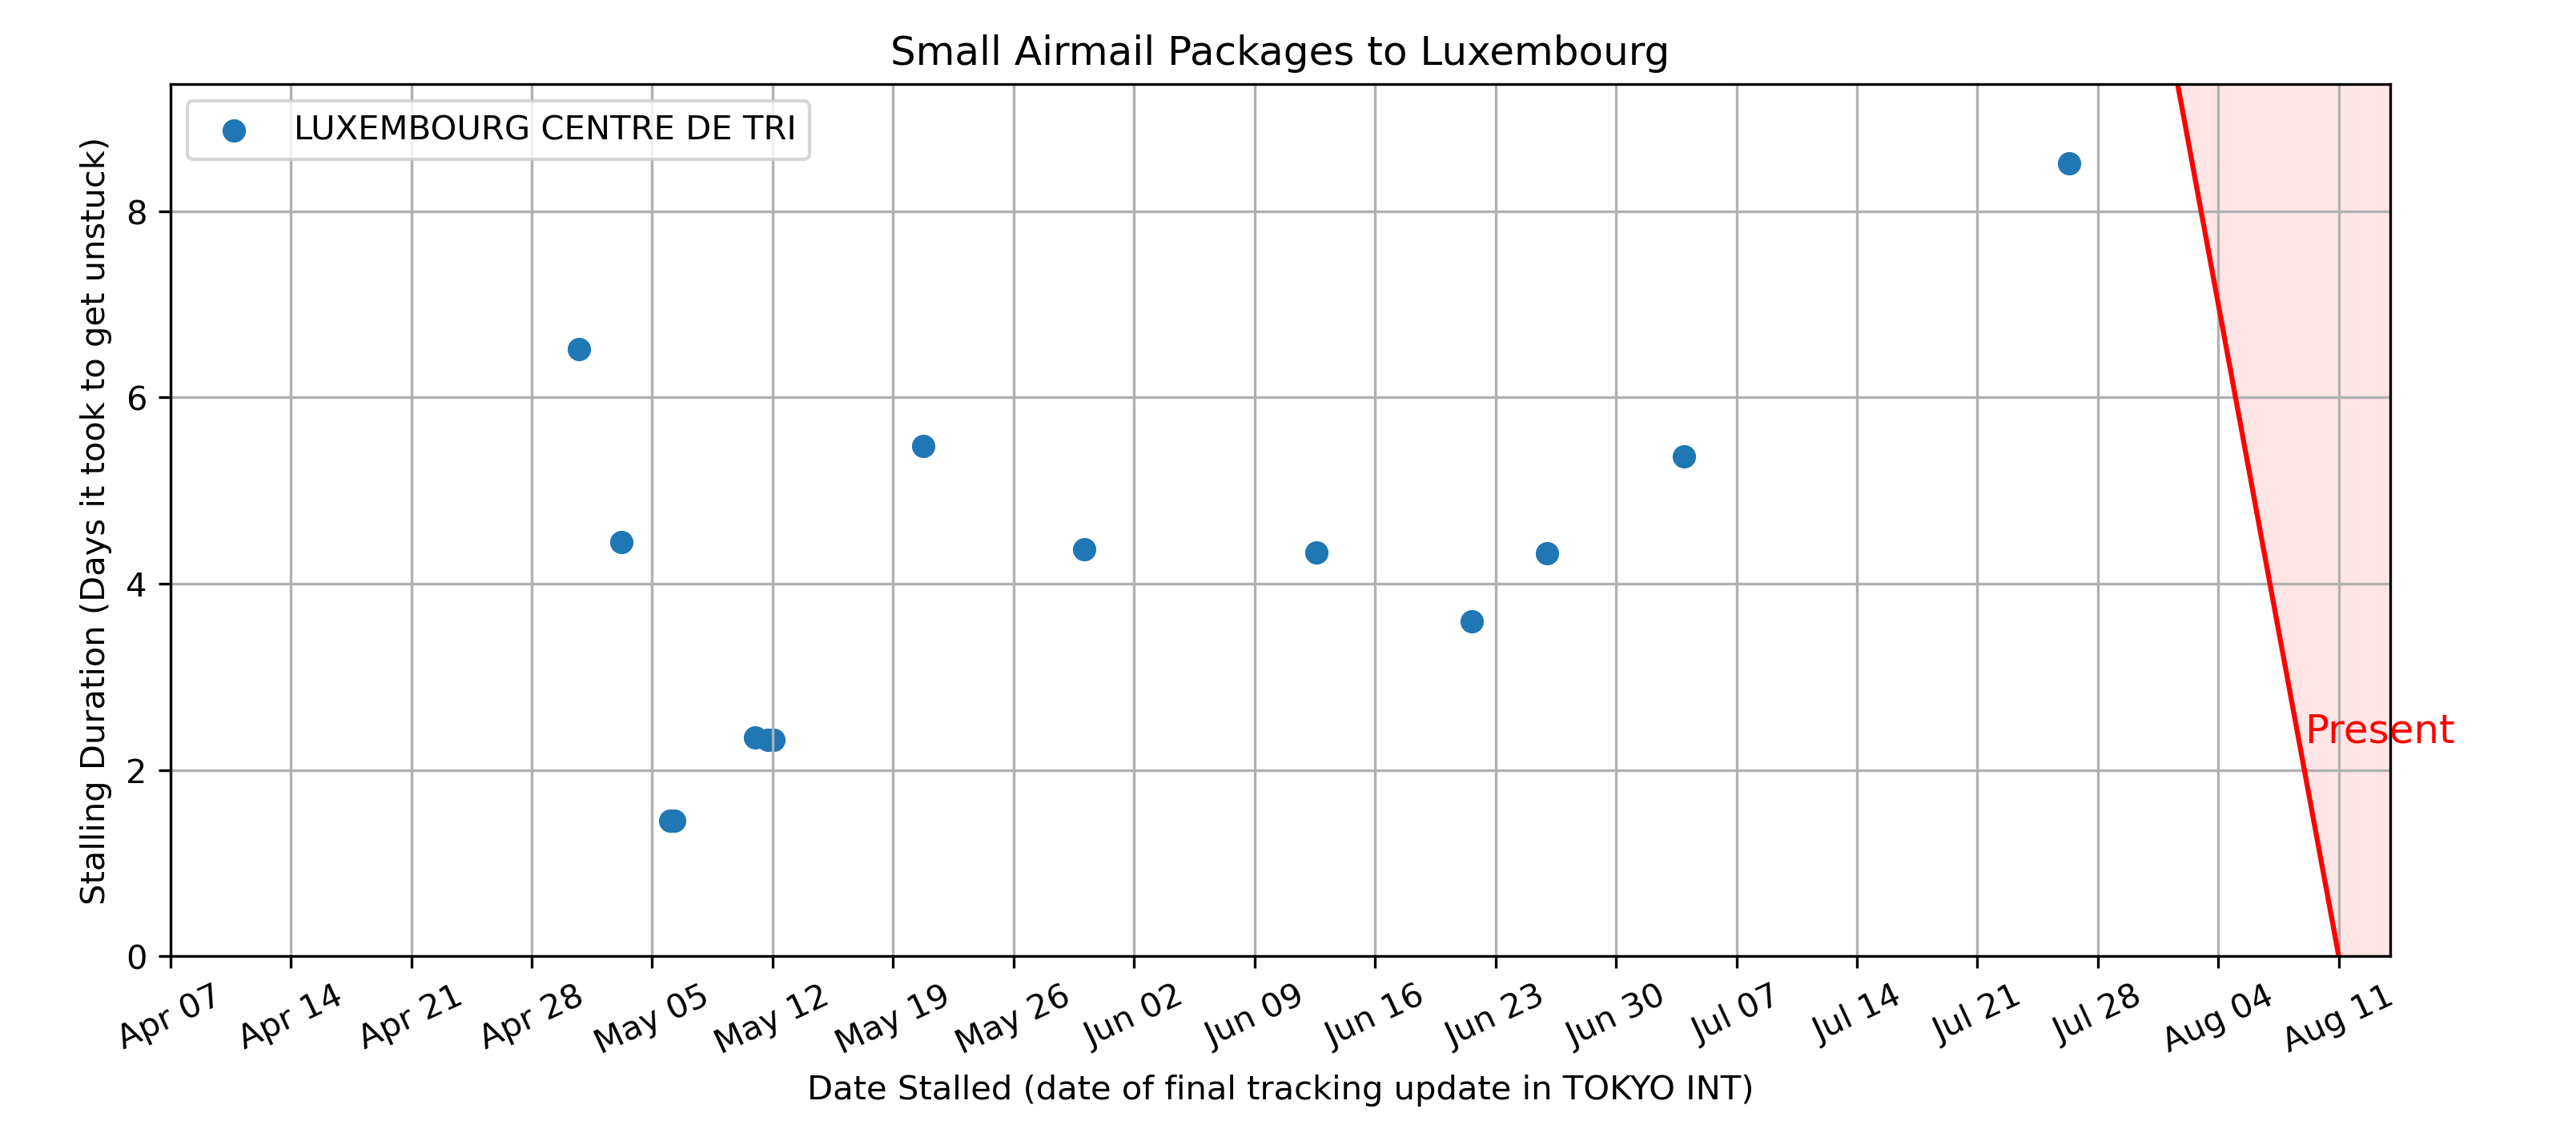 Small Airmail Packages to Luxembourg
LUXEMBOURG CENTRE DE TRI
Stalling Duration (Days it took to get unstuck)
8
6
4
2
0
Present
Apr 07
Apr 14
Apr 21
Apr 28
May 05
May 12
May 19
May 26
Jun 02
Jun 09
Jun 16
Jun 23
Jun 30
Jul 07
Jul 14
Jul 21
Jul 28
Aug 04
Aug 11
Date Stalled (date of final tracking update in TOKYO INT)